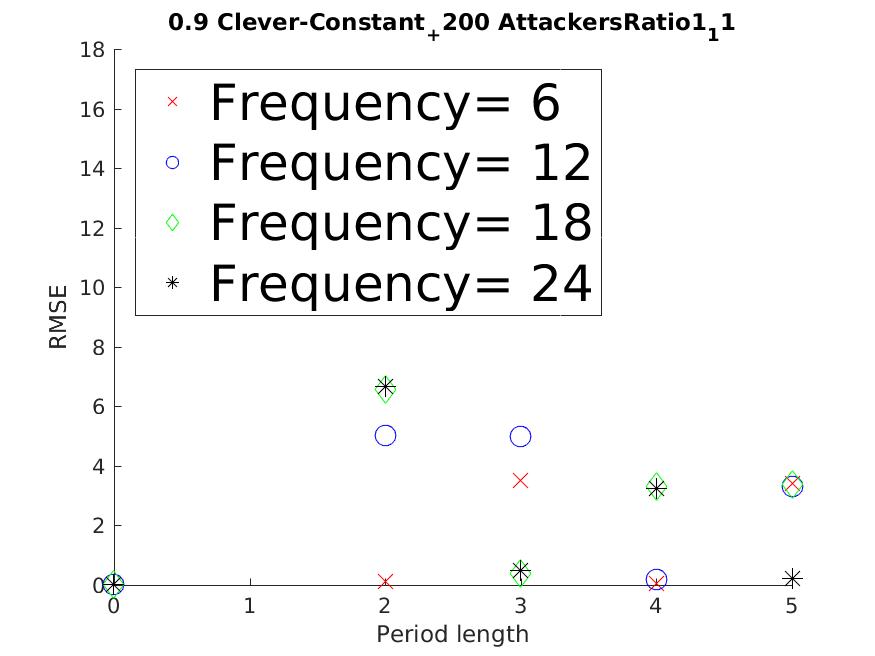 0.9 Clever-Constant₊200 AttackersRatio1₁1
18
16
14
12
10
8
6
4
2
0
RMSE
Frequency= 6
Frequency= 12
Frequency= 18
Frequency= 24
0 1 2 3 4 5
Period length